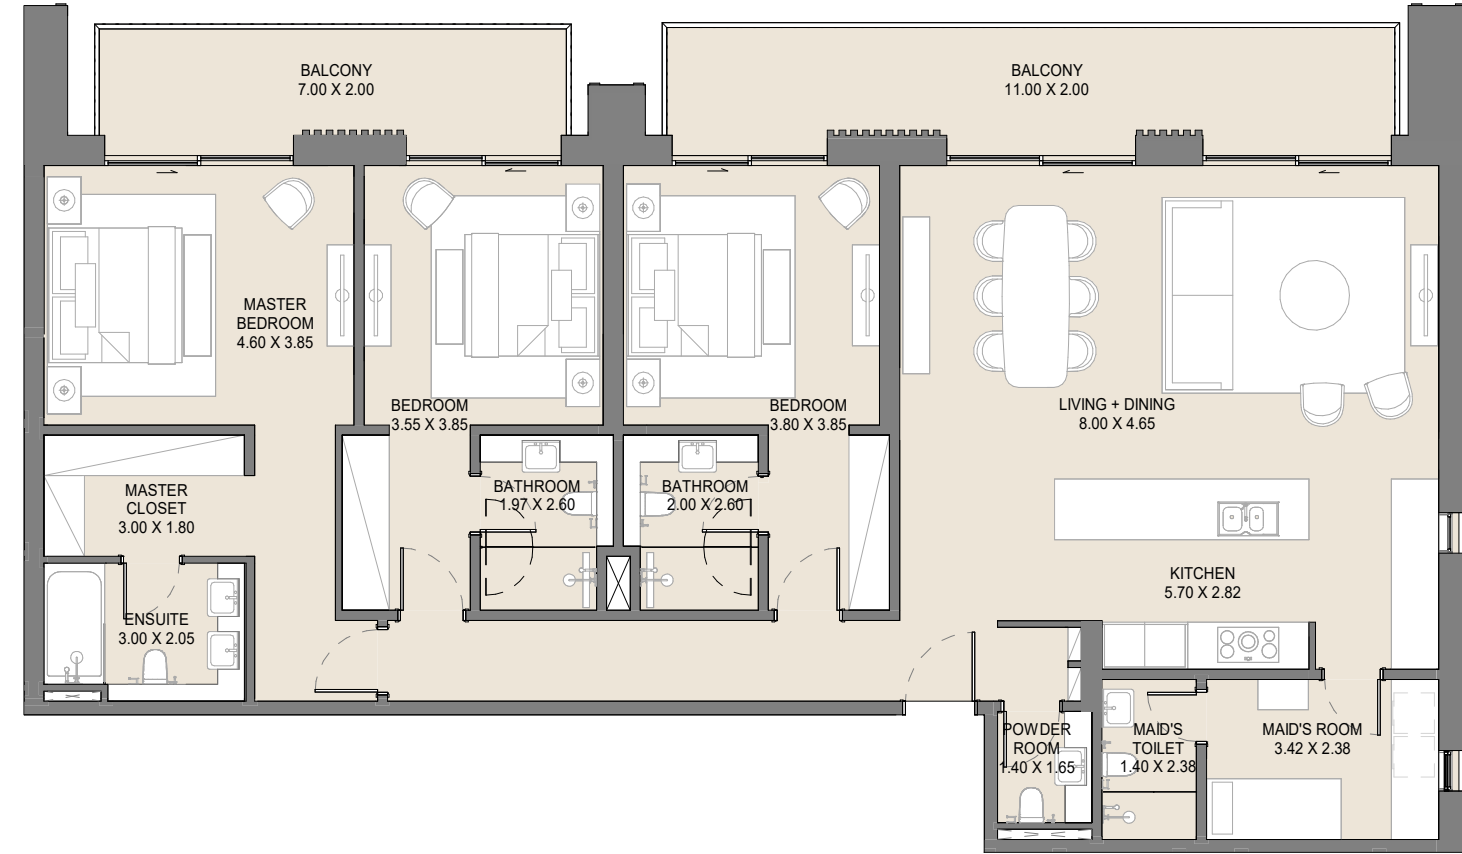 BALCONY
7.00 X 2.00
BALCONY
11.00 X 2.00
MASTER
BEDROOM
4.60 X 3.85
BEDROOM
3.55 X 3.85
BEDROOM
3.80 X 3.85
LIVING + DINING
8.00 X 4.65
MASTER
CLOSET
3.00 X 1.80
BATHROOM
1.97 X 2.60
BATHROOM
2.00 X 2.60
KITCHEN
5.70 X 2.82
ENSUITE
3.00 X 2.05
POWDER
ROOM
1.40 X 1.65
MAID'S
TOILET
1.40 X 2.38
MAID'S ROOM
3.42 X 2.38